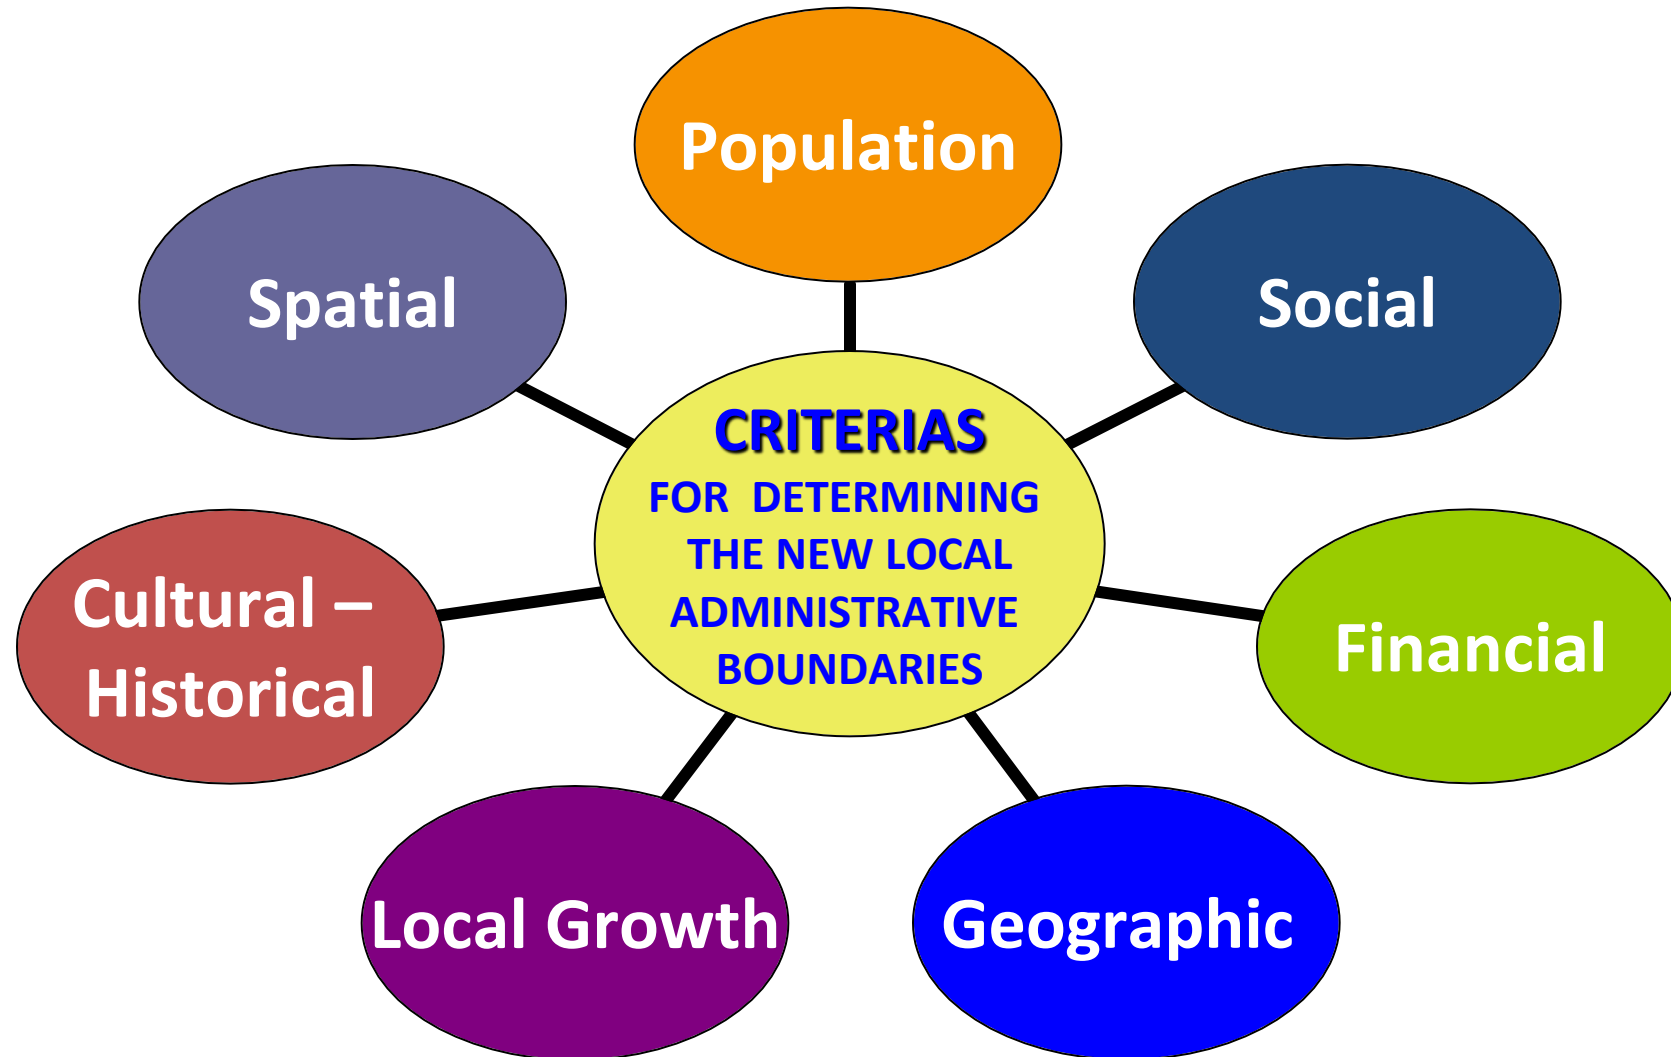 Population
Spatial
Social
CRITERIAS
FOR DETERMINING
THE NEW LOCAL
ADMINISTRATIVE
BOUNDARIES
Cultural –
Historical
Financial
Local Growth
Geographic